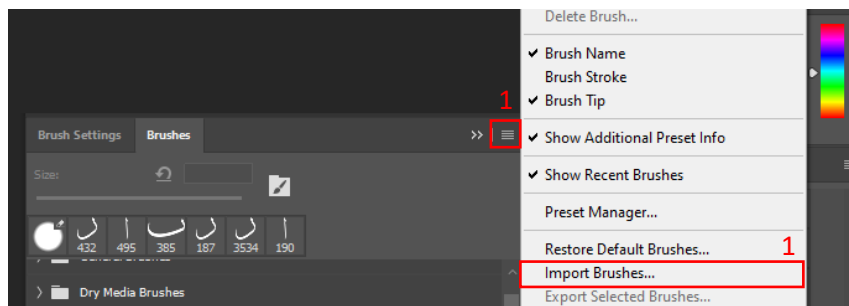 Delete Brush...
Brush Name
Brush Stroke
1
Brush Tip
Brush Settings
Brushes
Show Additional Preset Info
Size:
Show Recent Brushes
Preset Manager...
432
495
385
187
3534
190
Restore Default Brushes...
1
Import Brushes...
Dry Media Brushes
Export Selected Brushes...